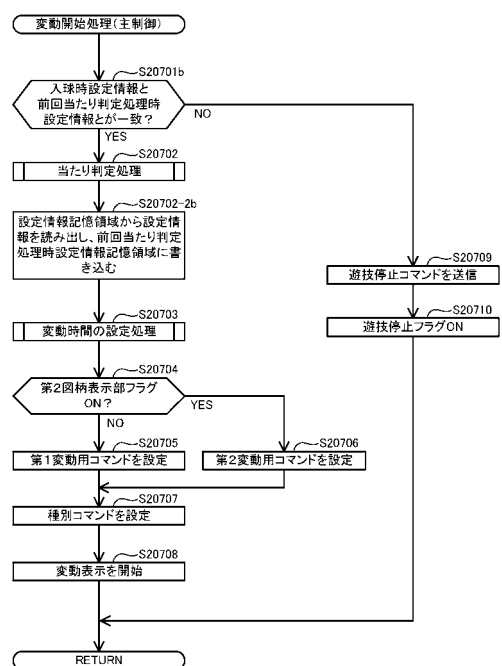 変動開始処理(主制御)
S20701b
入球時設定情報と
前回当たり判定処理時
設定情報とが一致？
NO
YES
S20702
当たり判定処理
S20702-2b
設定情報記憶領域から設定情
報を読み出し、前回当たり判定
処理時設定情報記憶領域に書
き込む
S20709
遊技停止コマンドを送信
S20703
変動時間の設定処理
S20710
遊技停止フラグON
S20704
第2図柄表示部フラグ
ON？
YES
NO
S20705
第1変動用コマンドを設定
S20706
第2変動用コマンドを設定
S20707
種別コマンドを設定
S20708
変動表示を開始
RETURN